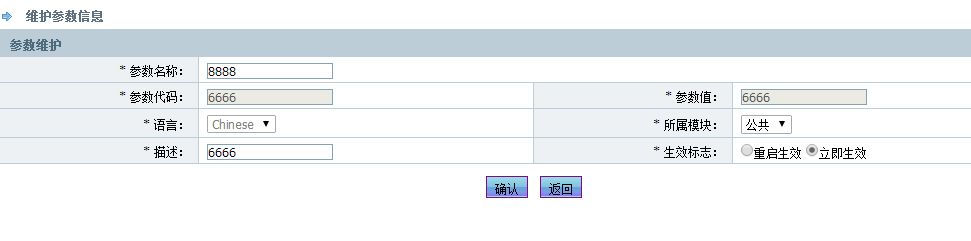 维护参数信息
参数维护
* 参数名称： 8888
* 参数代码： 6666 * 参数值： 6666
* 语言： Chinese * 所属模块： 公共
* 描述： 6666 * 生效标志： 重启生效 立即生效
确认 返回